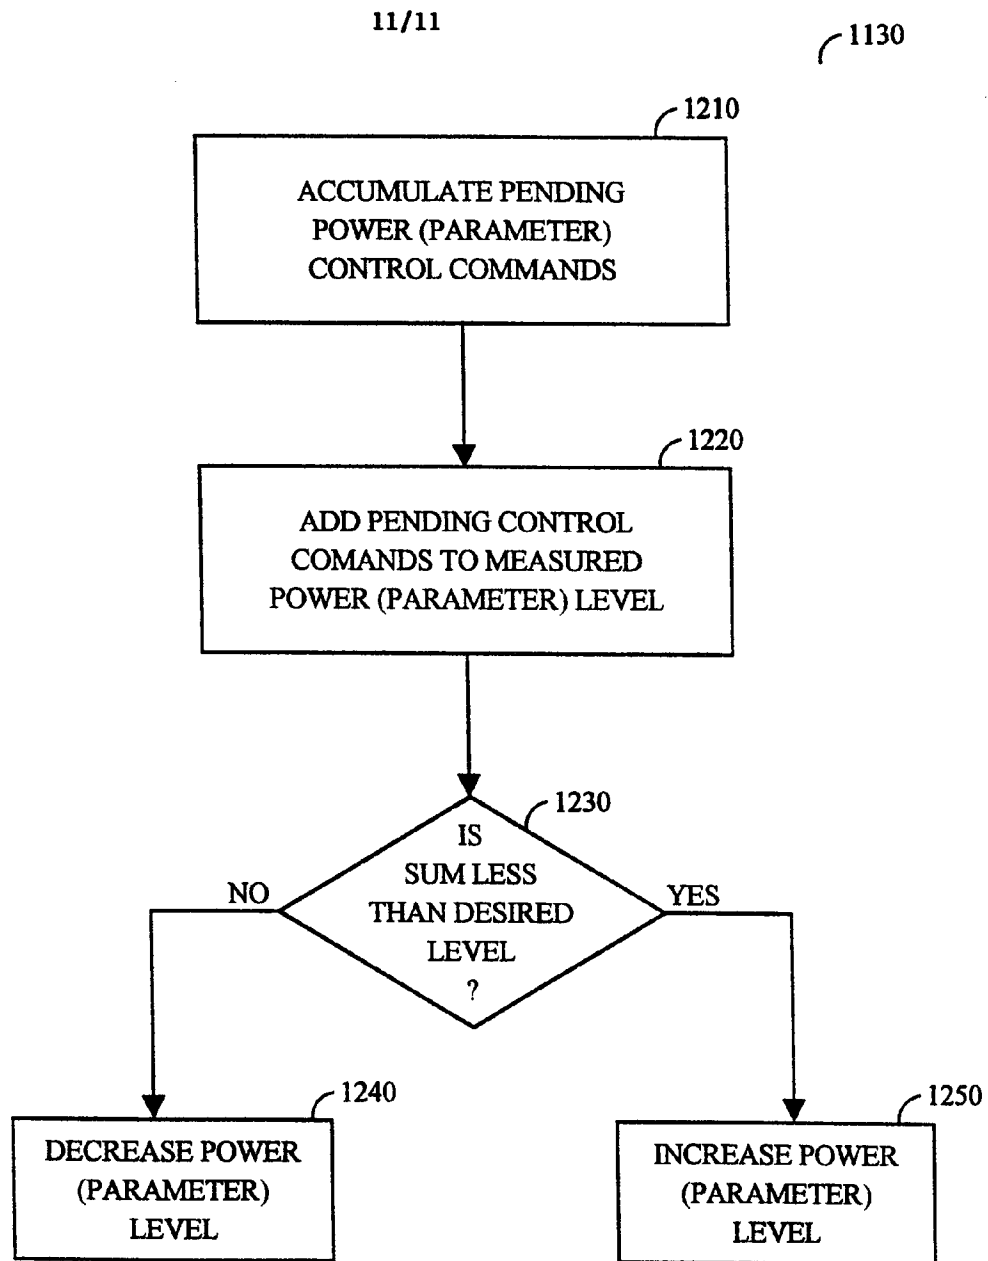 11/11
1130
1210
ACCUMULATE PENDING
POWER (PARAMETER)
CONTROL COMMANDS
1220
ADD PENDING CONTROL
COMANDS TO MEASURED
POWER (PARAMETER) LEVEL
1230
IS
SUM LESS
THAN DESIRED
LEVEL
?
NO
YES
1240
DECREASE POWER
(PARAMETER)
LEVEL
1250
INCREASE POWER
(PARAMETER)
LEVEL